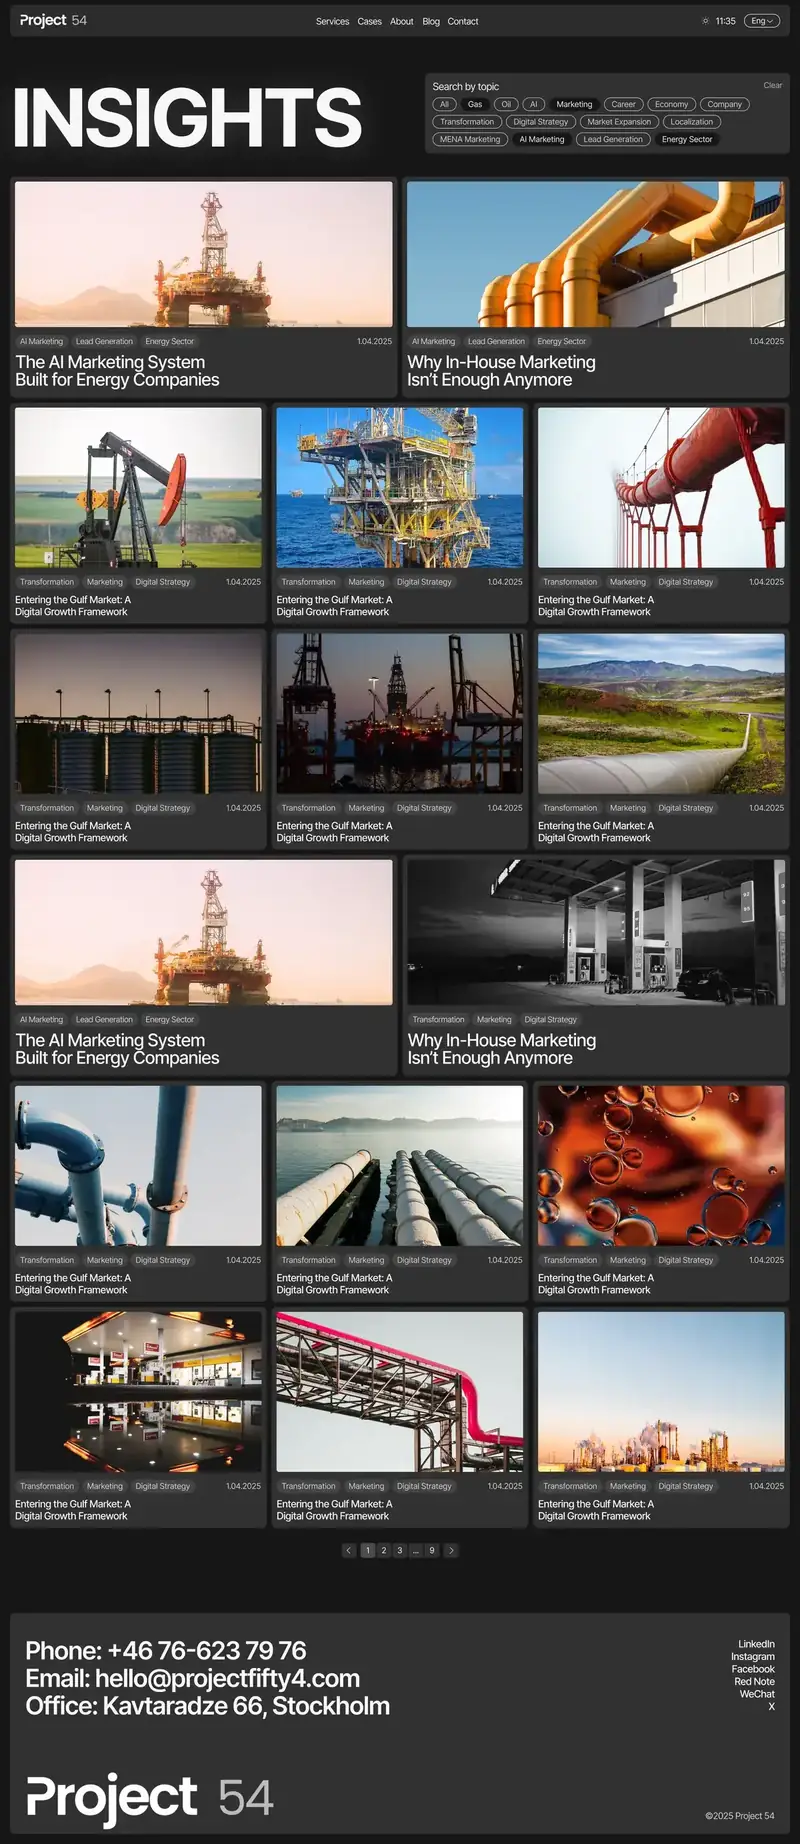 Project 54
Services Cases About Blog Contact
11:35 Eng
INSIGHTS
Search by topic Clear
All Gas Oil AI Marketing Career Economy Company
Transformation Digital Strategy Market Expansion Localization
MENA Marketing AI Marketing Lead Generation Energy Sector
AI Marketing Lead Generation Energy Sector 1.04.2025
The AI Marketing System
Built for Energy Companies
AI Marketing Lead Generation Energy Sector 1.04.2025
Why In-House Marketing
Isn't Enough Anymore
Transformation Marketing Digital Strategy 1.04.2025
Entering the Gulf Market: A
Digital Growth Framework
Transformation Marketing Digital Strategy 1.04.2025
Entering the Gulf Market: A
Digital Growth Framework
Transformation Marketing Digital Strategy 1.04.2025
Entering the Gulf Market: A
Digital Growth Framework
Transformation Marketing Digital Strategy 1.04.2025
Entering the Gulf Market: A
Digital Growth Framework
Transformation Marketing Digital Strategy 1.04.2025
Entering the Gulf Market: A
Digital Growth Framework
Transformation Marketing Digital Strategy 1.04.2025
Entering the Gulf Market: A
Digital Growth Framework
AI Marketing Lead Generation Energy Sector
The AI Marketing System
Built for Energy Companies
Transformation Marketing Digital Strategy
Why In-House Marketing
Isn't Enough Anymore
Transformation Marketing Digital Strategy 1.04.2025
Entering the Gulf Market: A
Digital Growth Framework
Transformation Marketing Digital Strategy 1.04.2025
Entering the Gulf Market: A
Digital Growth Framework
Transformation Marketing Digital Strategy 1.04.2025
Entering the Gulf Market: A
Digital Growth Framework
Transformation Marketing Digital Strategy 1.04.2025
Entering the Gulf Market: A
Digital Growth Framework
Transformation Marketing Digital Strategy 1.04.2025
Entering the Gulf Market: A
Digital Growth Framework
Transformation Marketing Digital Strategy 1.04.2025
Entering the Gulf Market: A
Digital Growth Framework
1 2 3 ... 9
Phone: +46 76-623 79 76
Email: hello@projectfifty4.com
Office: Kavtaradze 66, Stockholm
LinkedIn
Instagram
Facebook
Red Note
WeChat
X
Project 54
©2025 Project 54